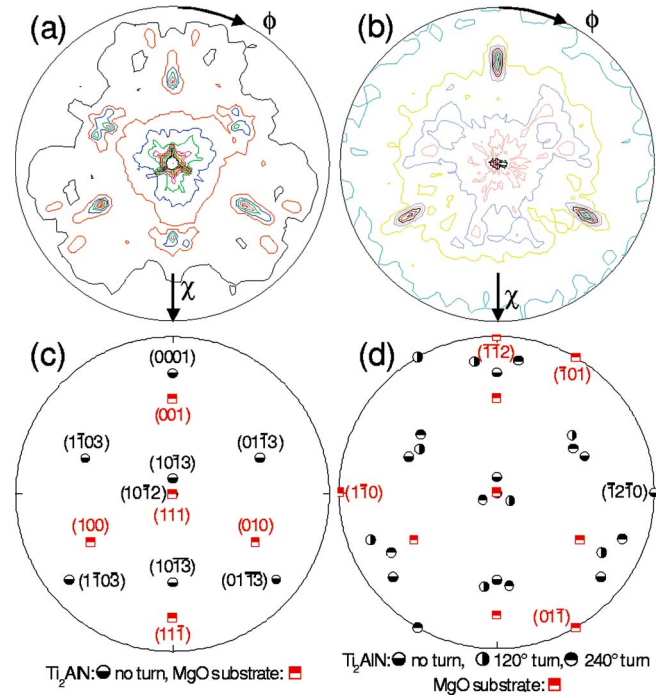 (a)
ϕ
(b)
ϕ
χ
χ
(c)
(0001)
(001)
(11̄03)
(011̄3)
(101̄3)
(101̄2)
(111)
(100)
(010)
(11̄03̄)
(101̄3̄)
(011̄3̄)
(111̄)
Ti₂AlN: no turn, MgO substrate:
(d)
(1̄1̄2)
(1̄01)
(11̄0)
(1̄21̄0)
(011̄)
Ti₂AlN: no turn, 120° turn, 240° turn
MgO substrate: